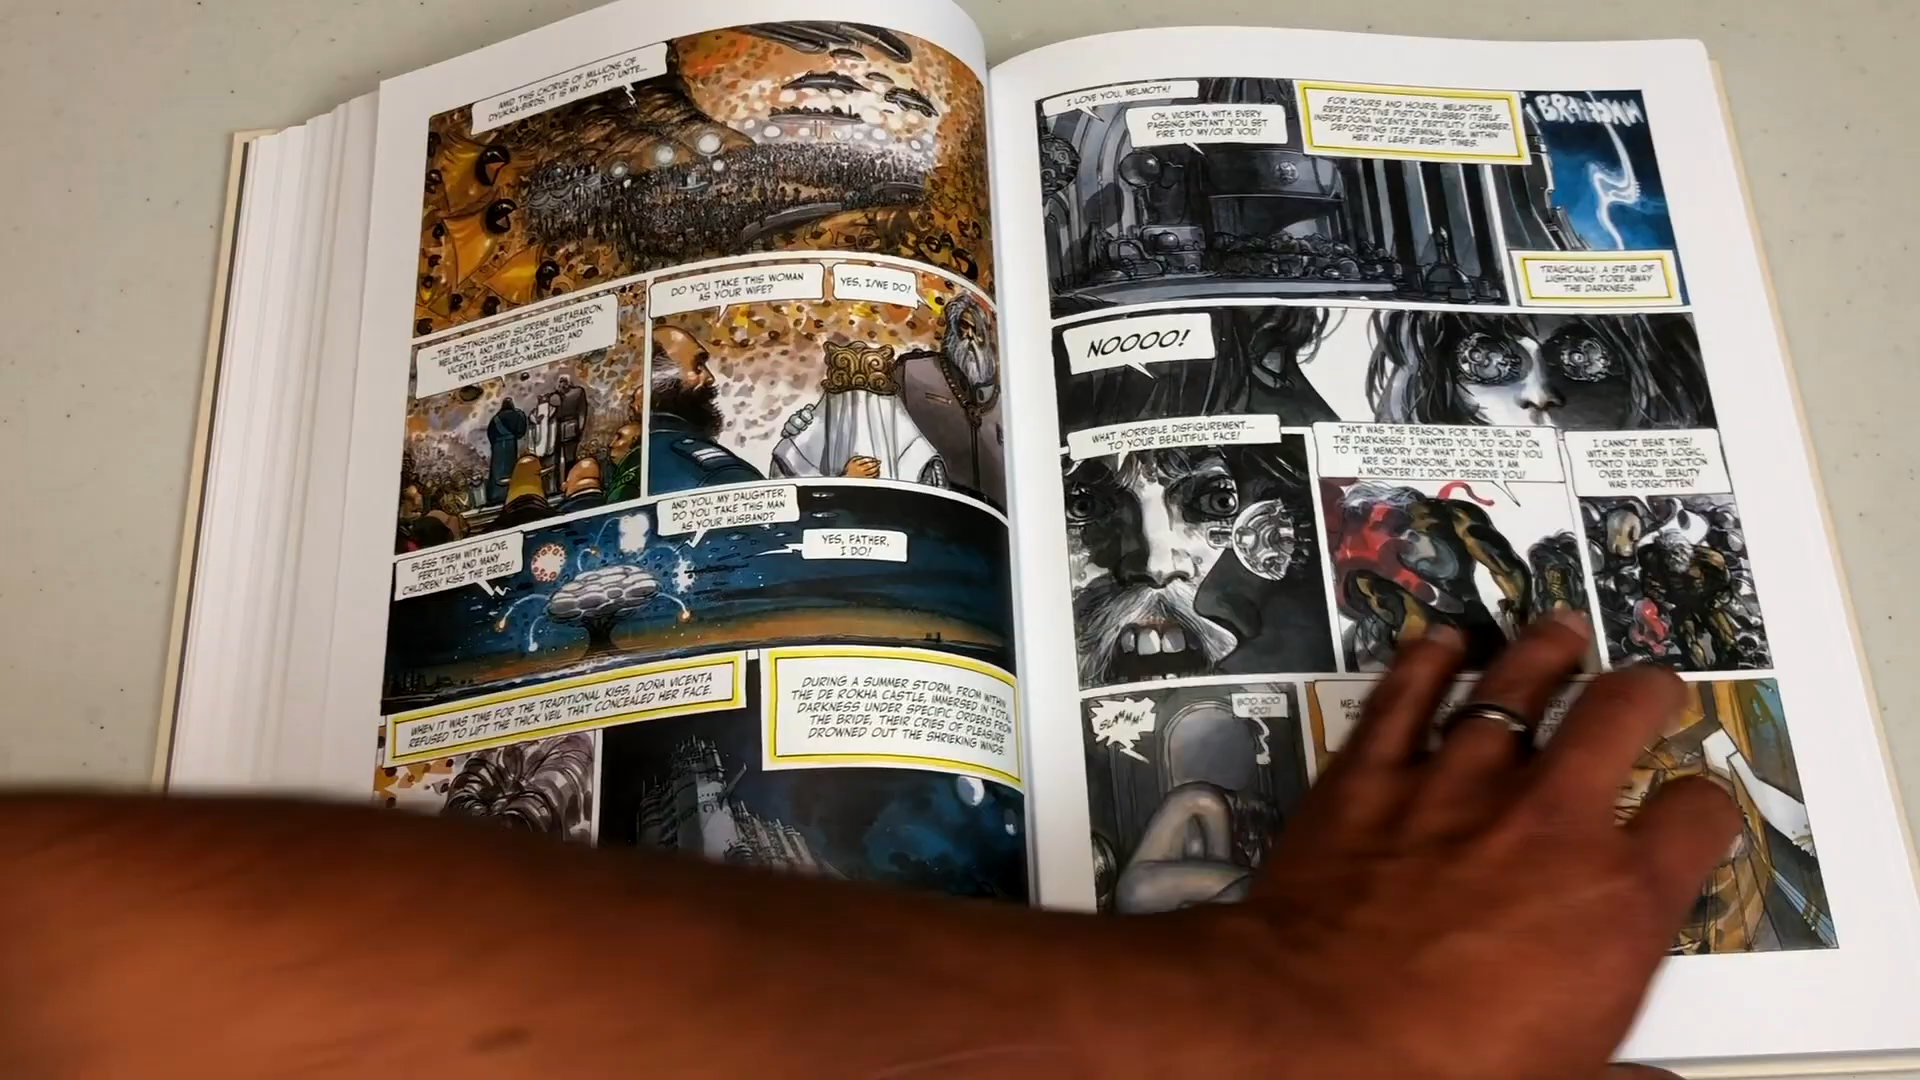 AMID THIS CHORUS OF MILLIONS OF
DYUKKA-BIRDS, IT IS MY JOY TO UNITE...
...THE DISTINGUISHED SUPREME METABARON,
MELMOTH, AND MY BELOVED DAUGHTER,
VICENTA GABRIELA, IN SACRED AND
INVIOLATE PALEO-MARRIAGE!
DO YOU TAKE THIS WOMAN
AS YOUR WIFE?
YES, I/WE DO!
AND YOU, MY DAUGHTER,
DO YOU TAKE THIS MAN
AS YOUR HUSBAND?
YES, FATHER,
I DO!
BLESS THEM WITH LOVE,
FERTILITY, AND MANY
CHILDREN! KISS THE BRIDE!
WHEN IT WAS TIME FOR THE TRADITIONAL KISS, DOÑA VICENTA
REFUSED TO LIFT THE THICK VEIL THAT CONCEALED HER FACE.
DURING A SUMMER STORM, FROM WITHIN
THE DE ROKHA CASTLE, IMMERSED IN TOTAL
DARKNESS UNDER SPECIFIC ORDERS FROM
THE BRIDE, THEIR CRIES OF PLEASURE
DROWNED OUT THE SHRIEKING WINDS.
I LOVE YOU, MELMOTH!
OH, VICENTA, WITH EVERY
PASSING INSTANT YOU SET
FIRE TO MY/OUR VOID!
FOR HOURS AND HOURS, MELMOTH'S
REPRODUCTIVE PISTON RUBBED ITSELF
INSIDE DOÑA VICENTA'S FERTILITY CHAMBER,
DEPOSITING ITS SEMINAL GEL WITHIN
HER AT LEAST EIGHT TIMES.
TRAGICALLY, A STAB OF
LIGHTNING TORE AWAY
THE DARKNESS.
NOOOO!
WHAT HORRIBLE DISFIGUREMENT...
TO YOUR BEAUTIFUL FACE!
THAT WAS THE REASON FOR THE VEIL, AND
THE DARKNESS! I WANTED YOU TO HOLD ON
TO THE MEMORY OF WHAT I ONCE WAS! YOU
ARE SO HANDSOME, AND NOW I AM
A MONSTER! I DON'T DESERVE YOU!
I CANNOT BEAR THIS!
WITH HIS BRUTISH LOGIC,
TONTO VALUED FUNCTION
OVER FORM... BEAUTY
WAS FORGOTTEN!
SLAMMM!
BOO HOO
HOO!